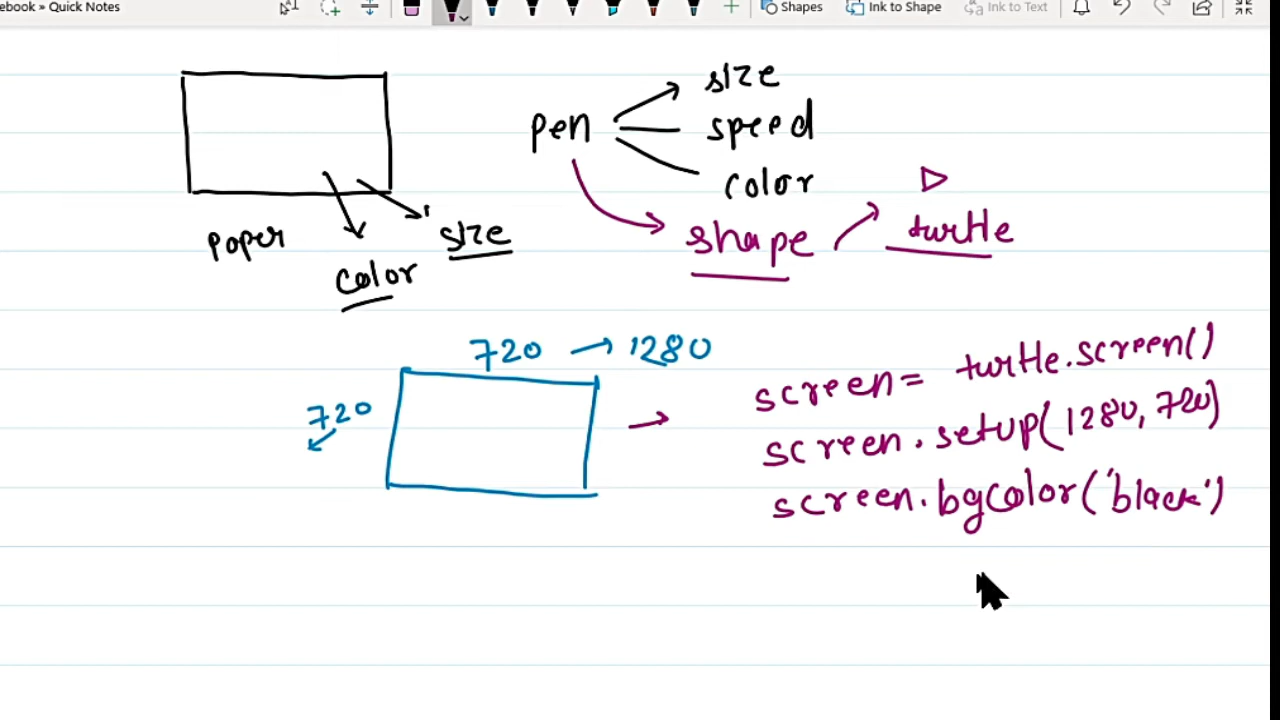 ebook » Quick Notes
Shapes
Ink to Shape
Ink to Text
size
pen
speed
color
paper
size
color
shape
turtle
720 → 1280
720
screen = turtle.screen()
screen.setup(1280, 720)
screen.bgcolor('black')